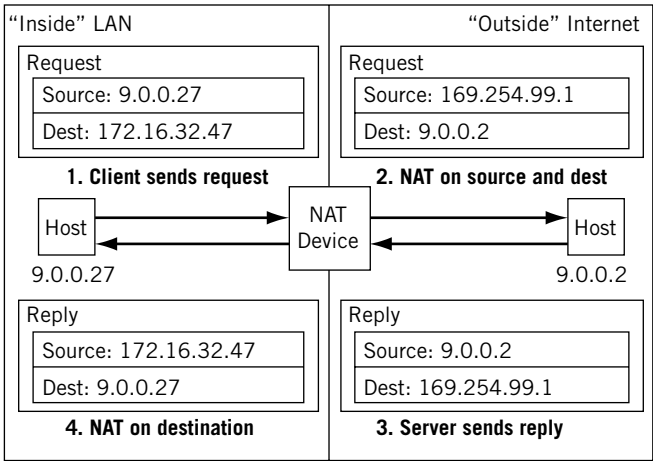 “Inside” LAN
“Outside” Internet
Request
Source: 9.0.0.27
Dest: 172.16.32.47
1. Client sends request
Request
Source: 169.254.99.1
Dest: 9.0.0.2
2. NAT on source and dest
Host
9.0.0.27
NAT
Device
Host
9.0.0.2
Reply
Source: 172.16.32.47
Dest: 9.0.0.27
4. NAT on destination
Reply
Source: 9.0.0.2
Dest: 169.254.99.1
3. Server sends reply